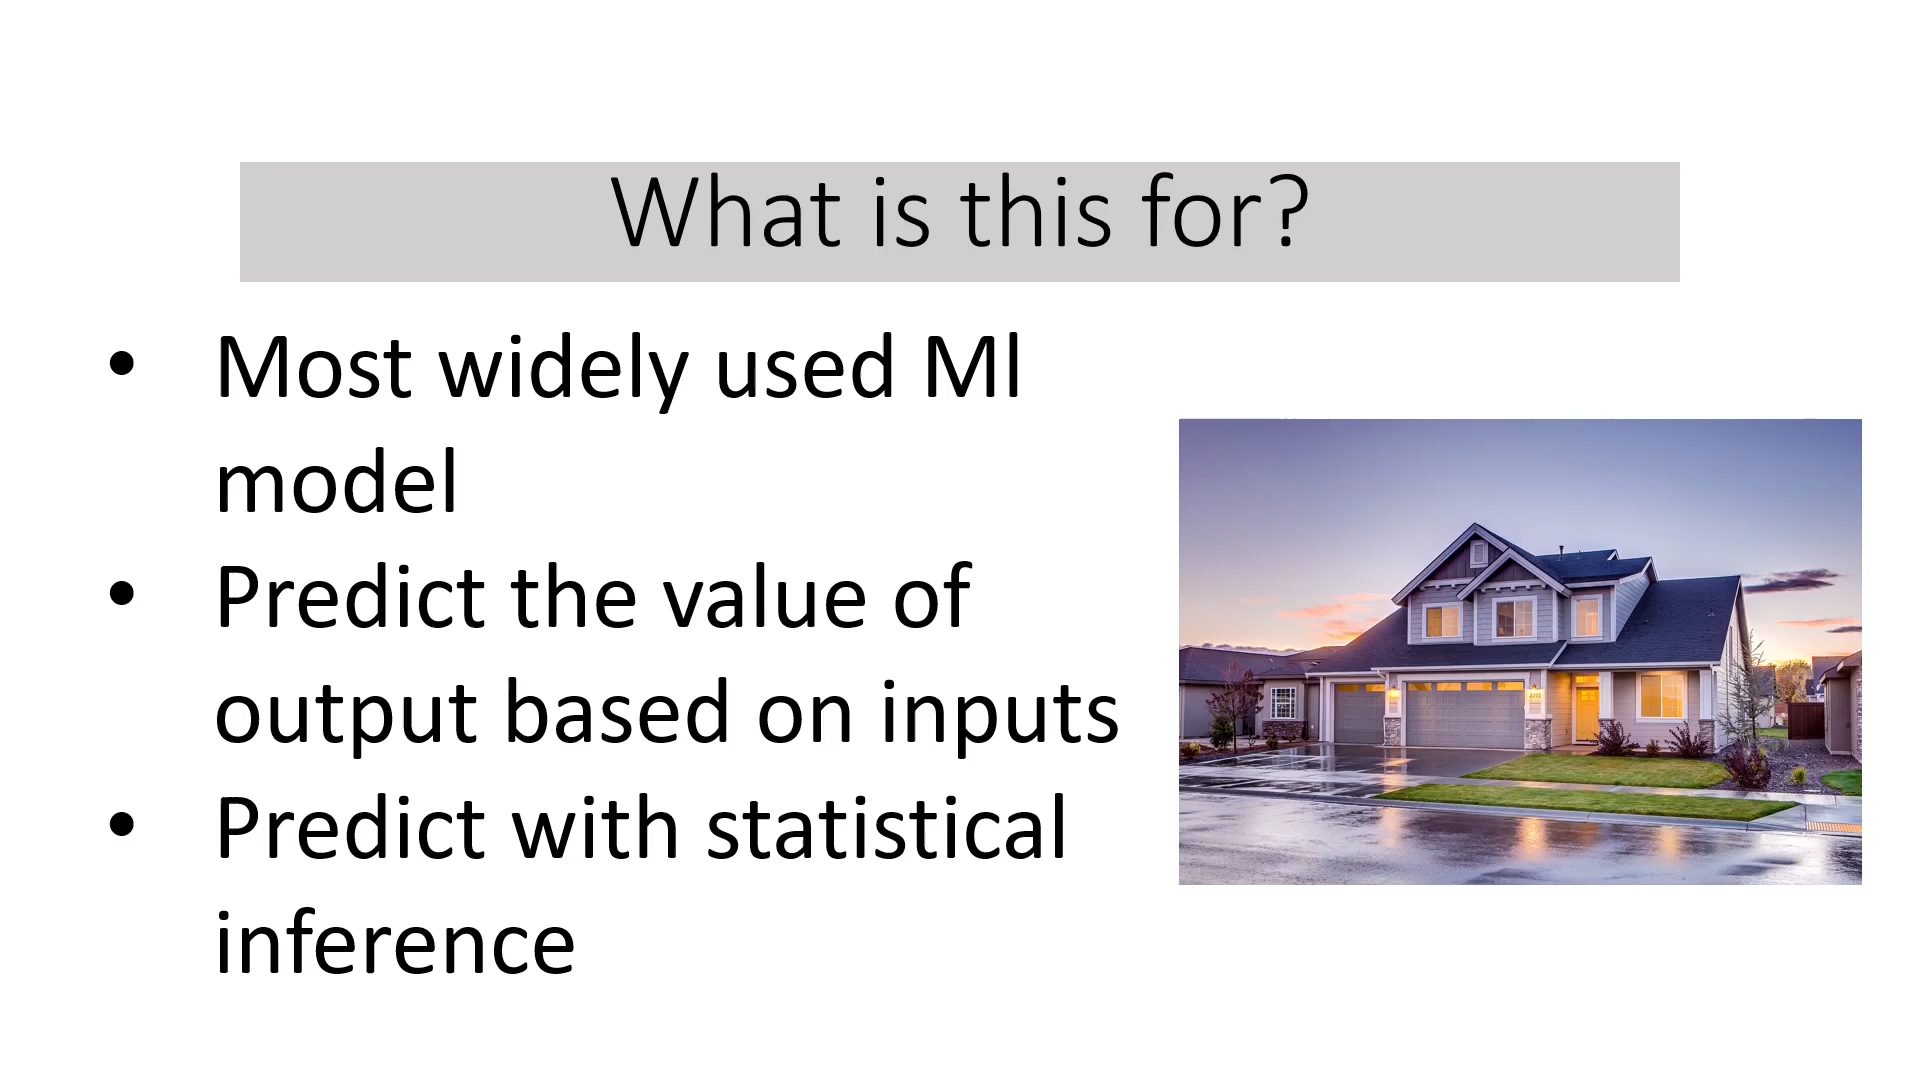 What is this for?
• Most widely used Ml
model
• Predict the value of
output based on inputs
• Predict with statistical
inference